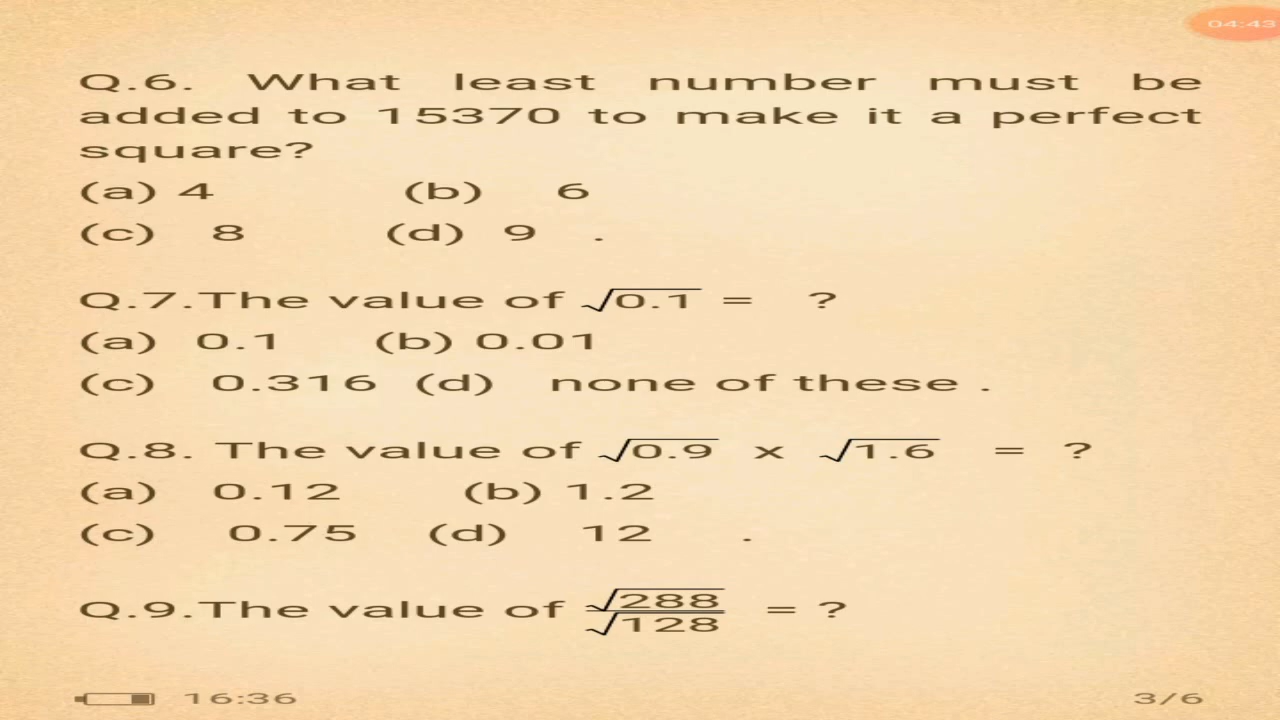 04:43
Q.6. What least number must be
added to 15370 to make it a perfect
square?
(a) 4 (b) 6
(c) 8 (d) 9 .
Q.7.The value of √0.1 = ?
(a) 0.1 (b) 0.01
(c) 0.316 (d) none of these .
Q.8. The value of √0.9 x √1.6 = ?
(a) 0.12 (b) 1.2
(c) 0.75 (d) 12 .
Q.9.The value of √288/√128 = ?
16:36 3/6